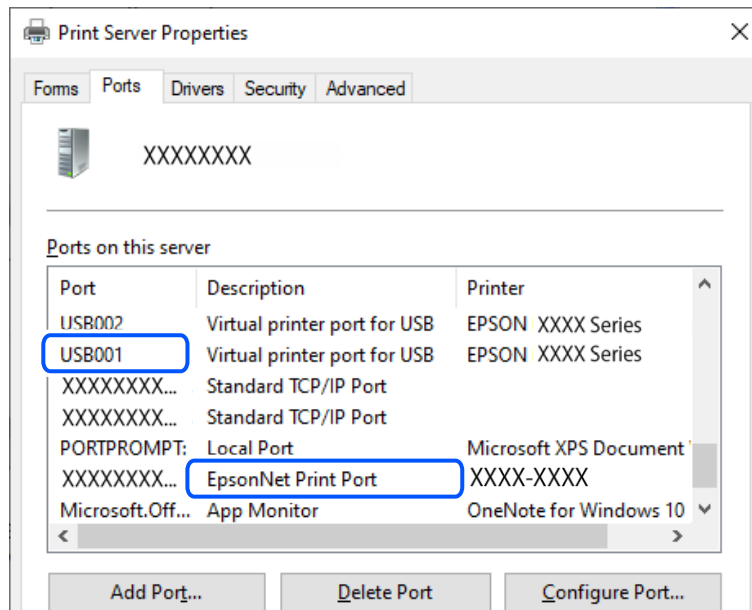 Print Server Properties
Forms Ports Drivers Security Advanced
XXXXXXXX
Ports on this server
Port Description Printer
USB002 Virtual printer port for USB EPSON XXXX Series
USB001 Virtual printer port for USB EPSON XXXX Series
XXXXXXXX... Standard TCP/IP Port
XXXXXXXX... Standard TCP/IP Port
PORTPROMPT: Local Port Microsoft XPS Document
XXXXXXXX... EpsonNet Print Port XXXX-XXXX
Microsoft.Off... App Monitor OneNote for Windows 10
Add Port... Delete Port Configure Port...